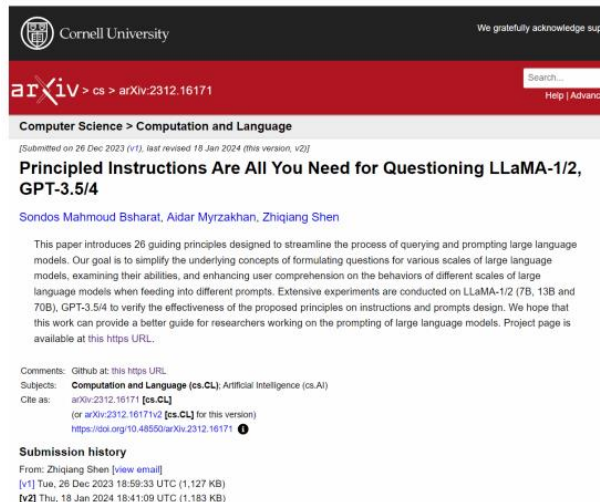 Cornell University
We gratefully acknowledge sup
arXiv > cs > arXiv:2312.16171
Search...
Help | Advanc
Computer Science > Computation and Language
[Submitted on 26 Dec 2023 (v1), last revised 18 Jan 2024 (this version, v2)]
Principled Instructions Are All You Need for Questioning LLaMA-1/2,
GPT-3.5/4
Sondos Mahmoud Bsharat, Aidar Myrzakhan, Zhiqiang Shen
This paper introduces 26 guiding principles designed to streamline the process of querying and prompting large language
models. Our goal is to simplify the underlying concepts of formulating questions for various scales of large language
models, examining their abilities, and enhancing user comprehension on the behaviors of different scales of large
language models when feeding into different prompts. Extensive experiments are conducted on LLaMA-1/2 (7B, 13B and
70B), GPT-3.5/4 to verify the effectiveness of the proposed principles on instructions and prompts design. We hope that
this work can provide a better guide for researchers working on the prompting of large language models. Project page is
available at this https URL.
Comments: Github at: this https URL
Subjects: Computation and Language (cs.CL); Artificial Intelligence (cs.AI)
Cite as: arXiv:2312.16171 [cs.CL]
(or arXiv:2312.16171v2 [cs.CL] for this version)
https://doi.org/10.48550/arXiv.2312.16171
Submission history
From: Zhiqiang Shen [view email]
[v1] Tue, 26 Dec 2023 18:59:33 UTC (1,127 KB)
[v2] Thu, 18 Jan 2024 18:41:09 UTC (1,183 KB)